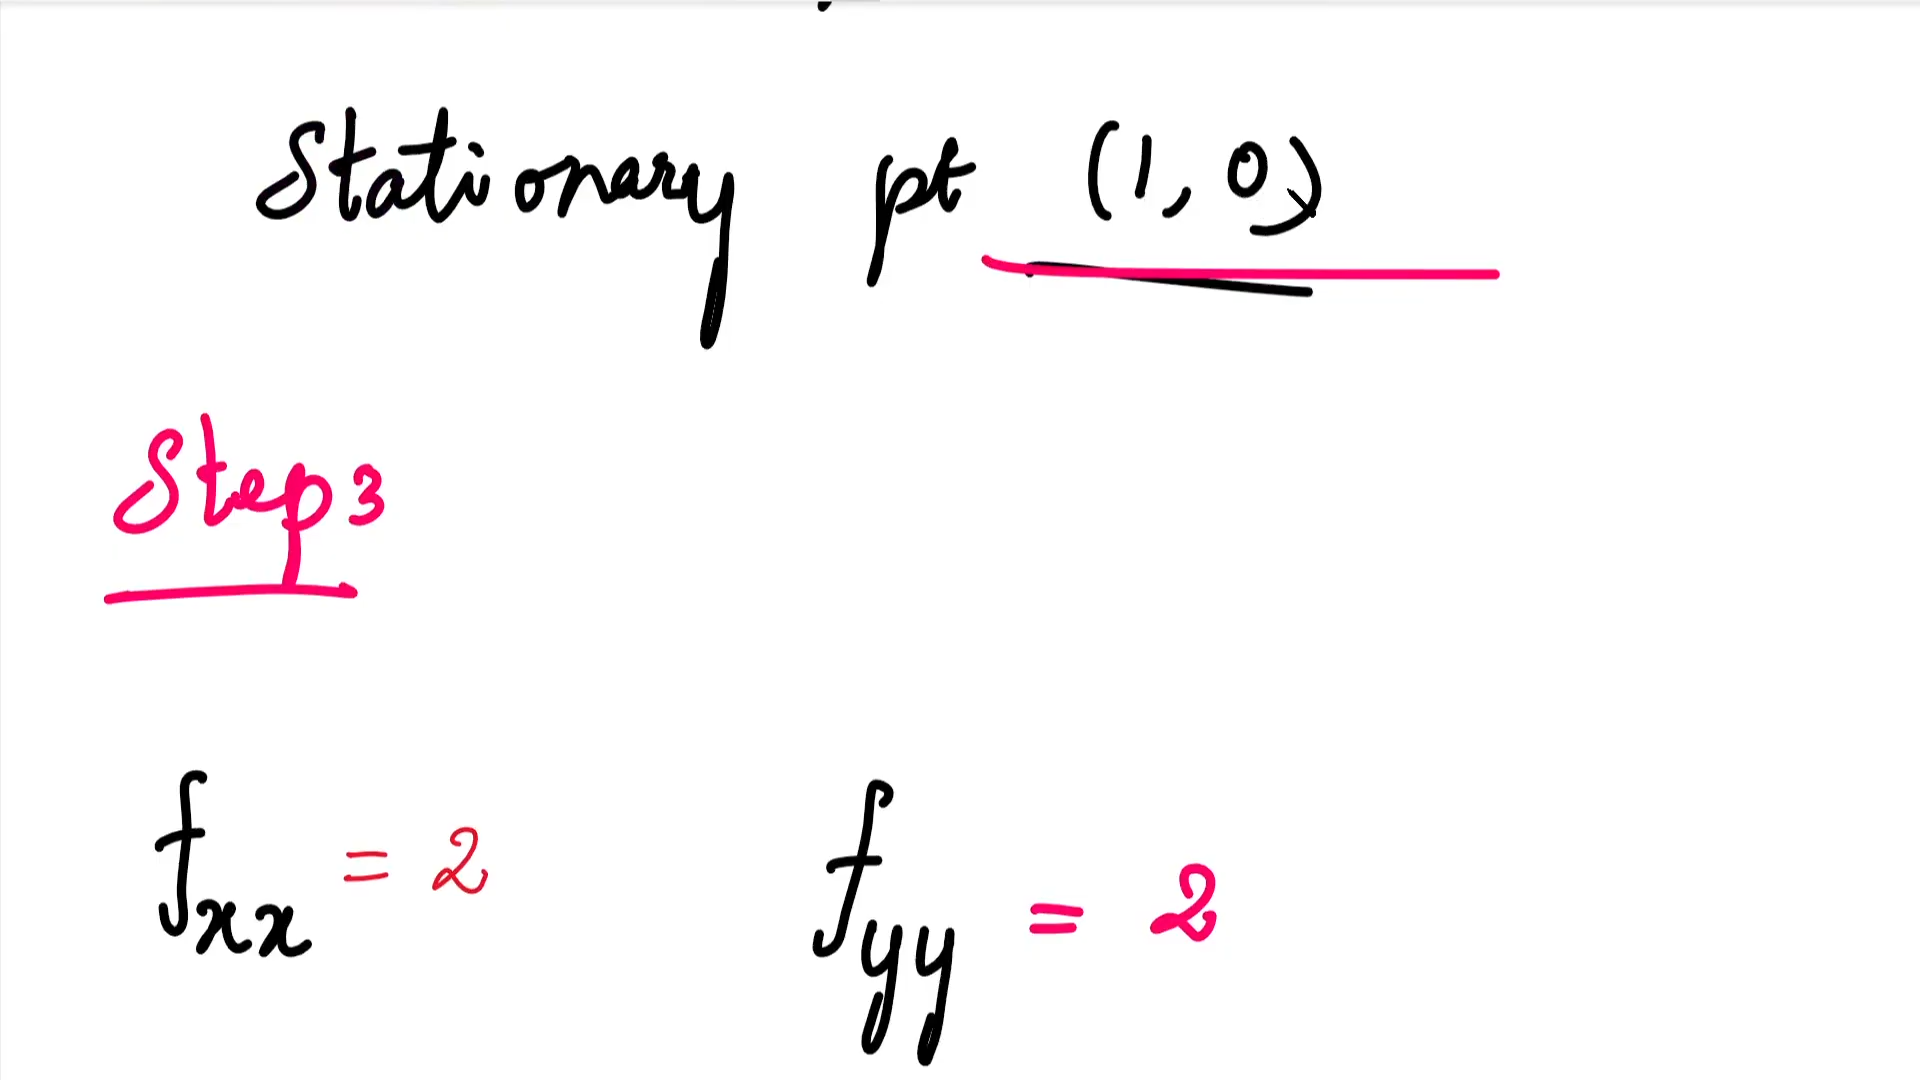 Stationary pt (1, 0)
Step 3
fxx = 2 fyy = 2